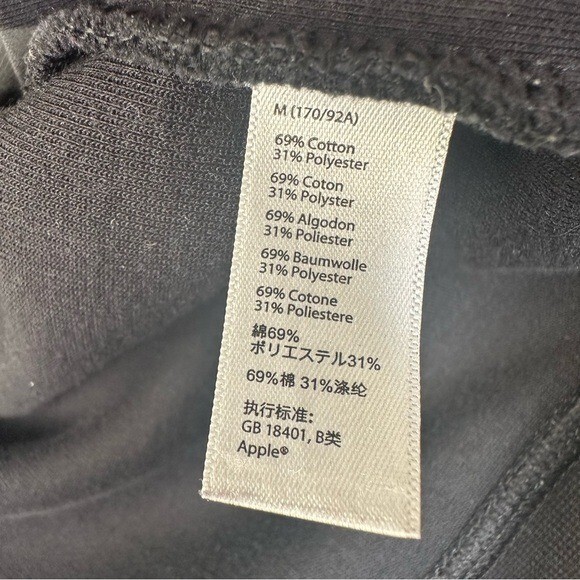 M (170/92A)
69% Cotton
31% Polyester
69% Coton
31% Polyster
69% Algodon
31% Poliester
69% Baumwolle
31% Polyester
69% Cotone
31% Poliestere
綿69%
ポリエステル31%
69%棉 31%涤纶
执行标准:
GB 18401, B类
Apple®